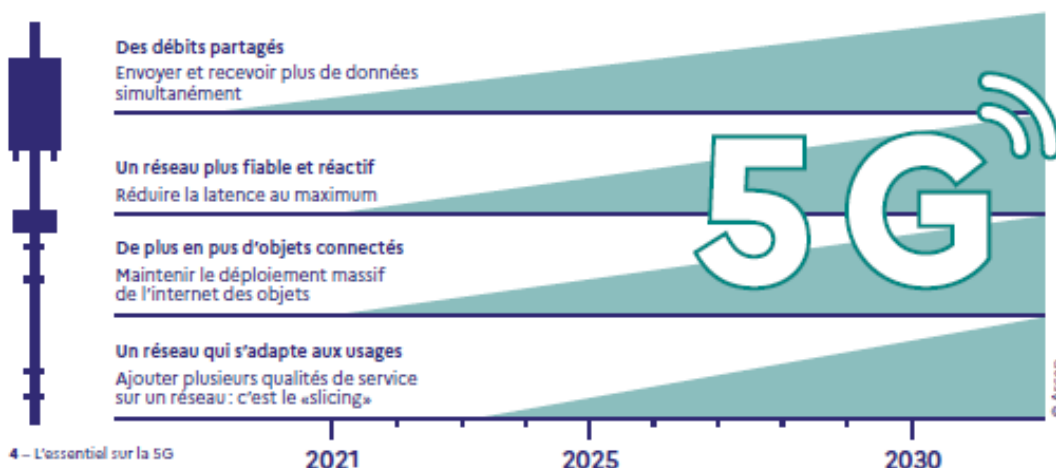 Des débits partagés
Envoyer et recevoir plus de données
simultanément
Un réseau plus fiable et réactif
Réduire la latence au maximum
De plus en pus d'objets connectés
Maintenir le déploiement massif
de l'internet des objets
Un réseau qui s'adapte aux usages
Ajouter plusieurs qualités de service
sur un réseau : c'est le «slicing»
5G
© Arcep
4 – L'essentiel sur la 5G
2021
2025
2030